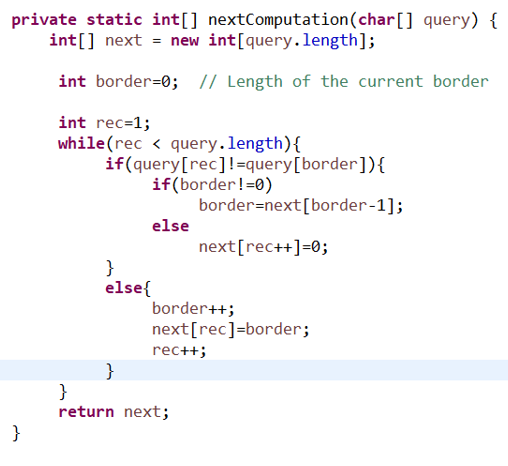 private static int[] nextComputation(char[] query) {
    int[] next = new int[query.length];

     int border=0;  // Length of the current border

     int rec=1;
     while(rec < query.length){
          if(query[rec]!=query[border]){
               if(border!=0)
                    border=next[border-1];
               else
                    next[rec++]=0;
          }
          else{
               border++;
               next[rec]=border;
               rec++;
          }
     }
     return next;
}